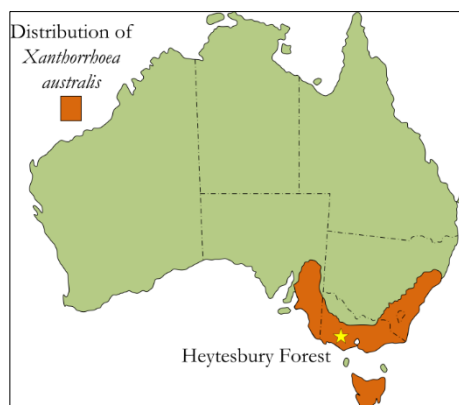 Distribution of
Xanthorrhoea
australis
Heytesbury Forest